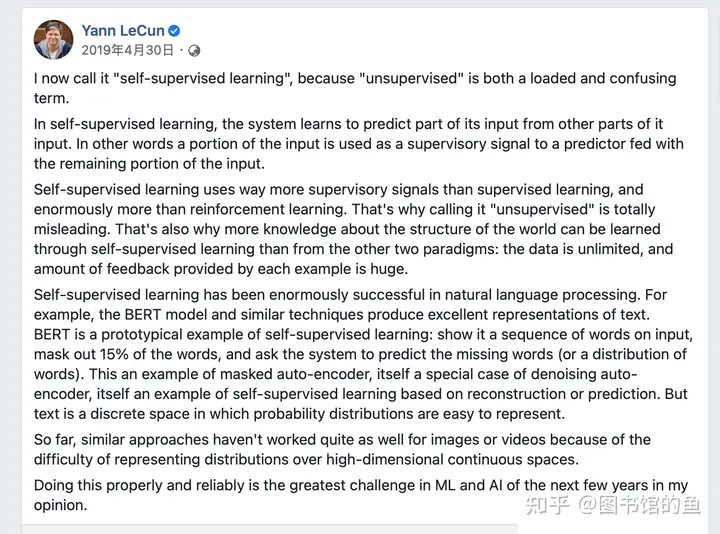 Yann LeCun
2019年4月30日 ·
I now call it "self-supervised learning", because "unsupervised" is both a loaded and confusing
term.
In self-supervised learning, the system learns to predict part of its input from other parts of it
input. In other words a portion of the input is used as a supervisory signal to a predictor fed with
the remaining portion of the input.
Self-supervised learning uses way more supervisory signals than supervised learning, and
enormously more than reinforcement learning. That's why calling it "unsupervised" is totally
misleading. That's also why more knowledge about the structure of the world can be learned
through self-supervised learning than from the other two paradigms: the data is unlimited, and
amount of feedback provided by each example is huge.
Self-supervised learning has been enormously successful in natural language processing. For
example, the BERT model and similar techniques produce excellent representations of text.
BERT is a prototypical example of self-supervised learning: show it a sequence of words on input,
mask out 15% of the words, and ask the system to predict the missing words (or a distribution of
words). This an example of masked auto-encoder, itself a special case of denoising auto-
encoder, itself an example of self-supervised learning based on reconstruction or prediction. But
text is a discrete space in which probability distributions are easy to represent.
So far, similar approaches haven't worked quite as well for images or videos because of the
difficulty of representing distributions over high-dimensional continuous spaces.
Doing this properly and reliably is the greatest challenge in ML and AI of the next few years in my
opinion.
知乎 @图书馆的鱼